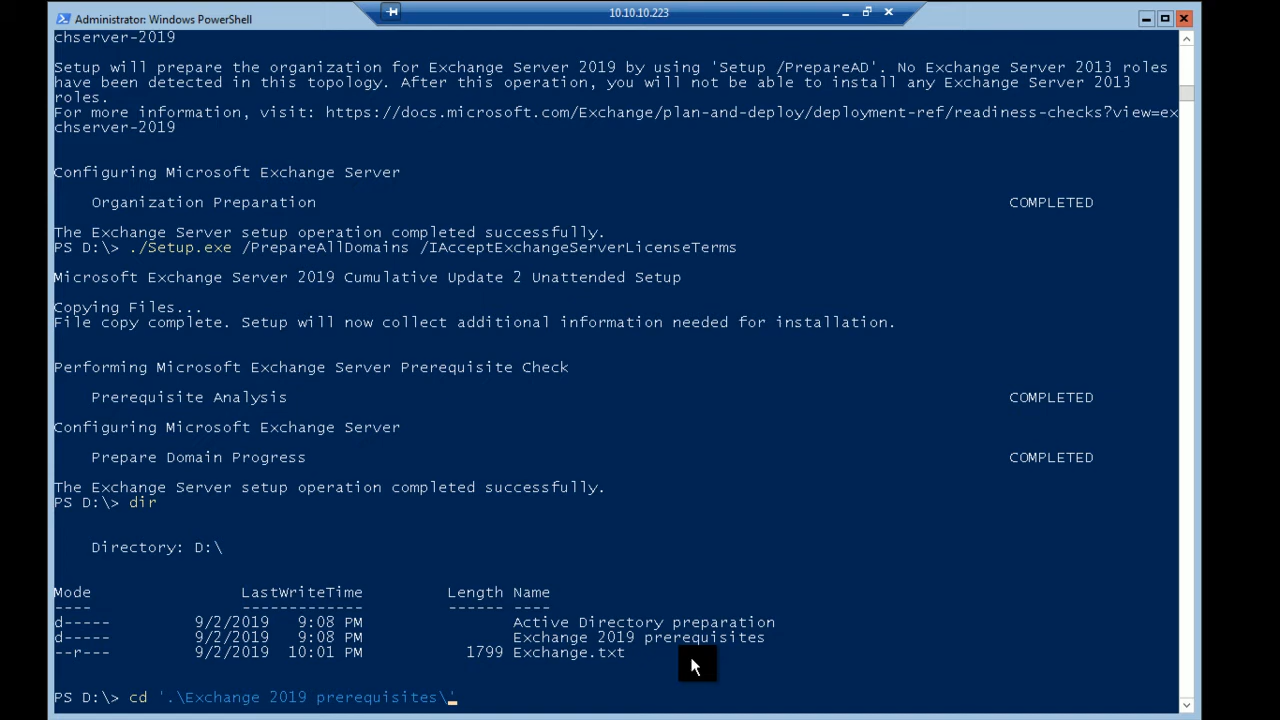 Administrator: Windows PowerShell
10.10.10.223
chserver-2019
Setup will prepare the organization for Exchange Server 2019 by using 'Setup /PrepareAD'. No Exchange Server 2013 roles
have been detected in this topology. After this operation, you will not be able to install any Exchange Server 2013
roles.
For more information, visit: https://docs.microsoft.com/Exchange/plan-and-deploy/deployment-ref/readiness-checks?view=ex
chserver-2019
Configuring Microsoft Exchange Server
Organization Preparation COMPLETED
The Exchange Server setup operation completed successfully.
PS D:\> ./Setup.exe /PrepareAllDomains /IAcceptExchangeServerLicenseTerms
Microsoft Exchange Server 2019 Cumulative Update 2 Unattended Setup
Copying Files...
File copy complete. Setup will now collect additional information needed for installation.
Performing Microsoft Exchange Server Prerequisite Check
Prerequisite Analysis COMPLETED
Configuring Microsoft Exchange Server
Prepare Domain Progress COMPLETED
The Exchange Server setup operation completed successfully.
PS D:\> dir
Directory: D:\
Mode LastWriteTime Length Name
---- ------------- ------ ----
d----- 9/2/2019 9:08 PM Active Directory preparation
d----- 9/2/2019 9:08 PM Exchange 2019 prerequisites
--r--- 9/2/2019 10:01 PM 1799 Exchange.txt
PS D:\> cd '.\Exchange 2019 prerequisites\'